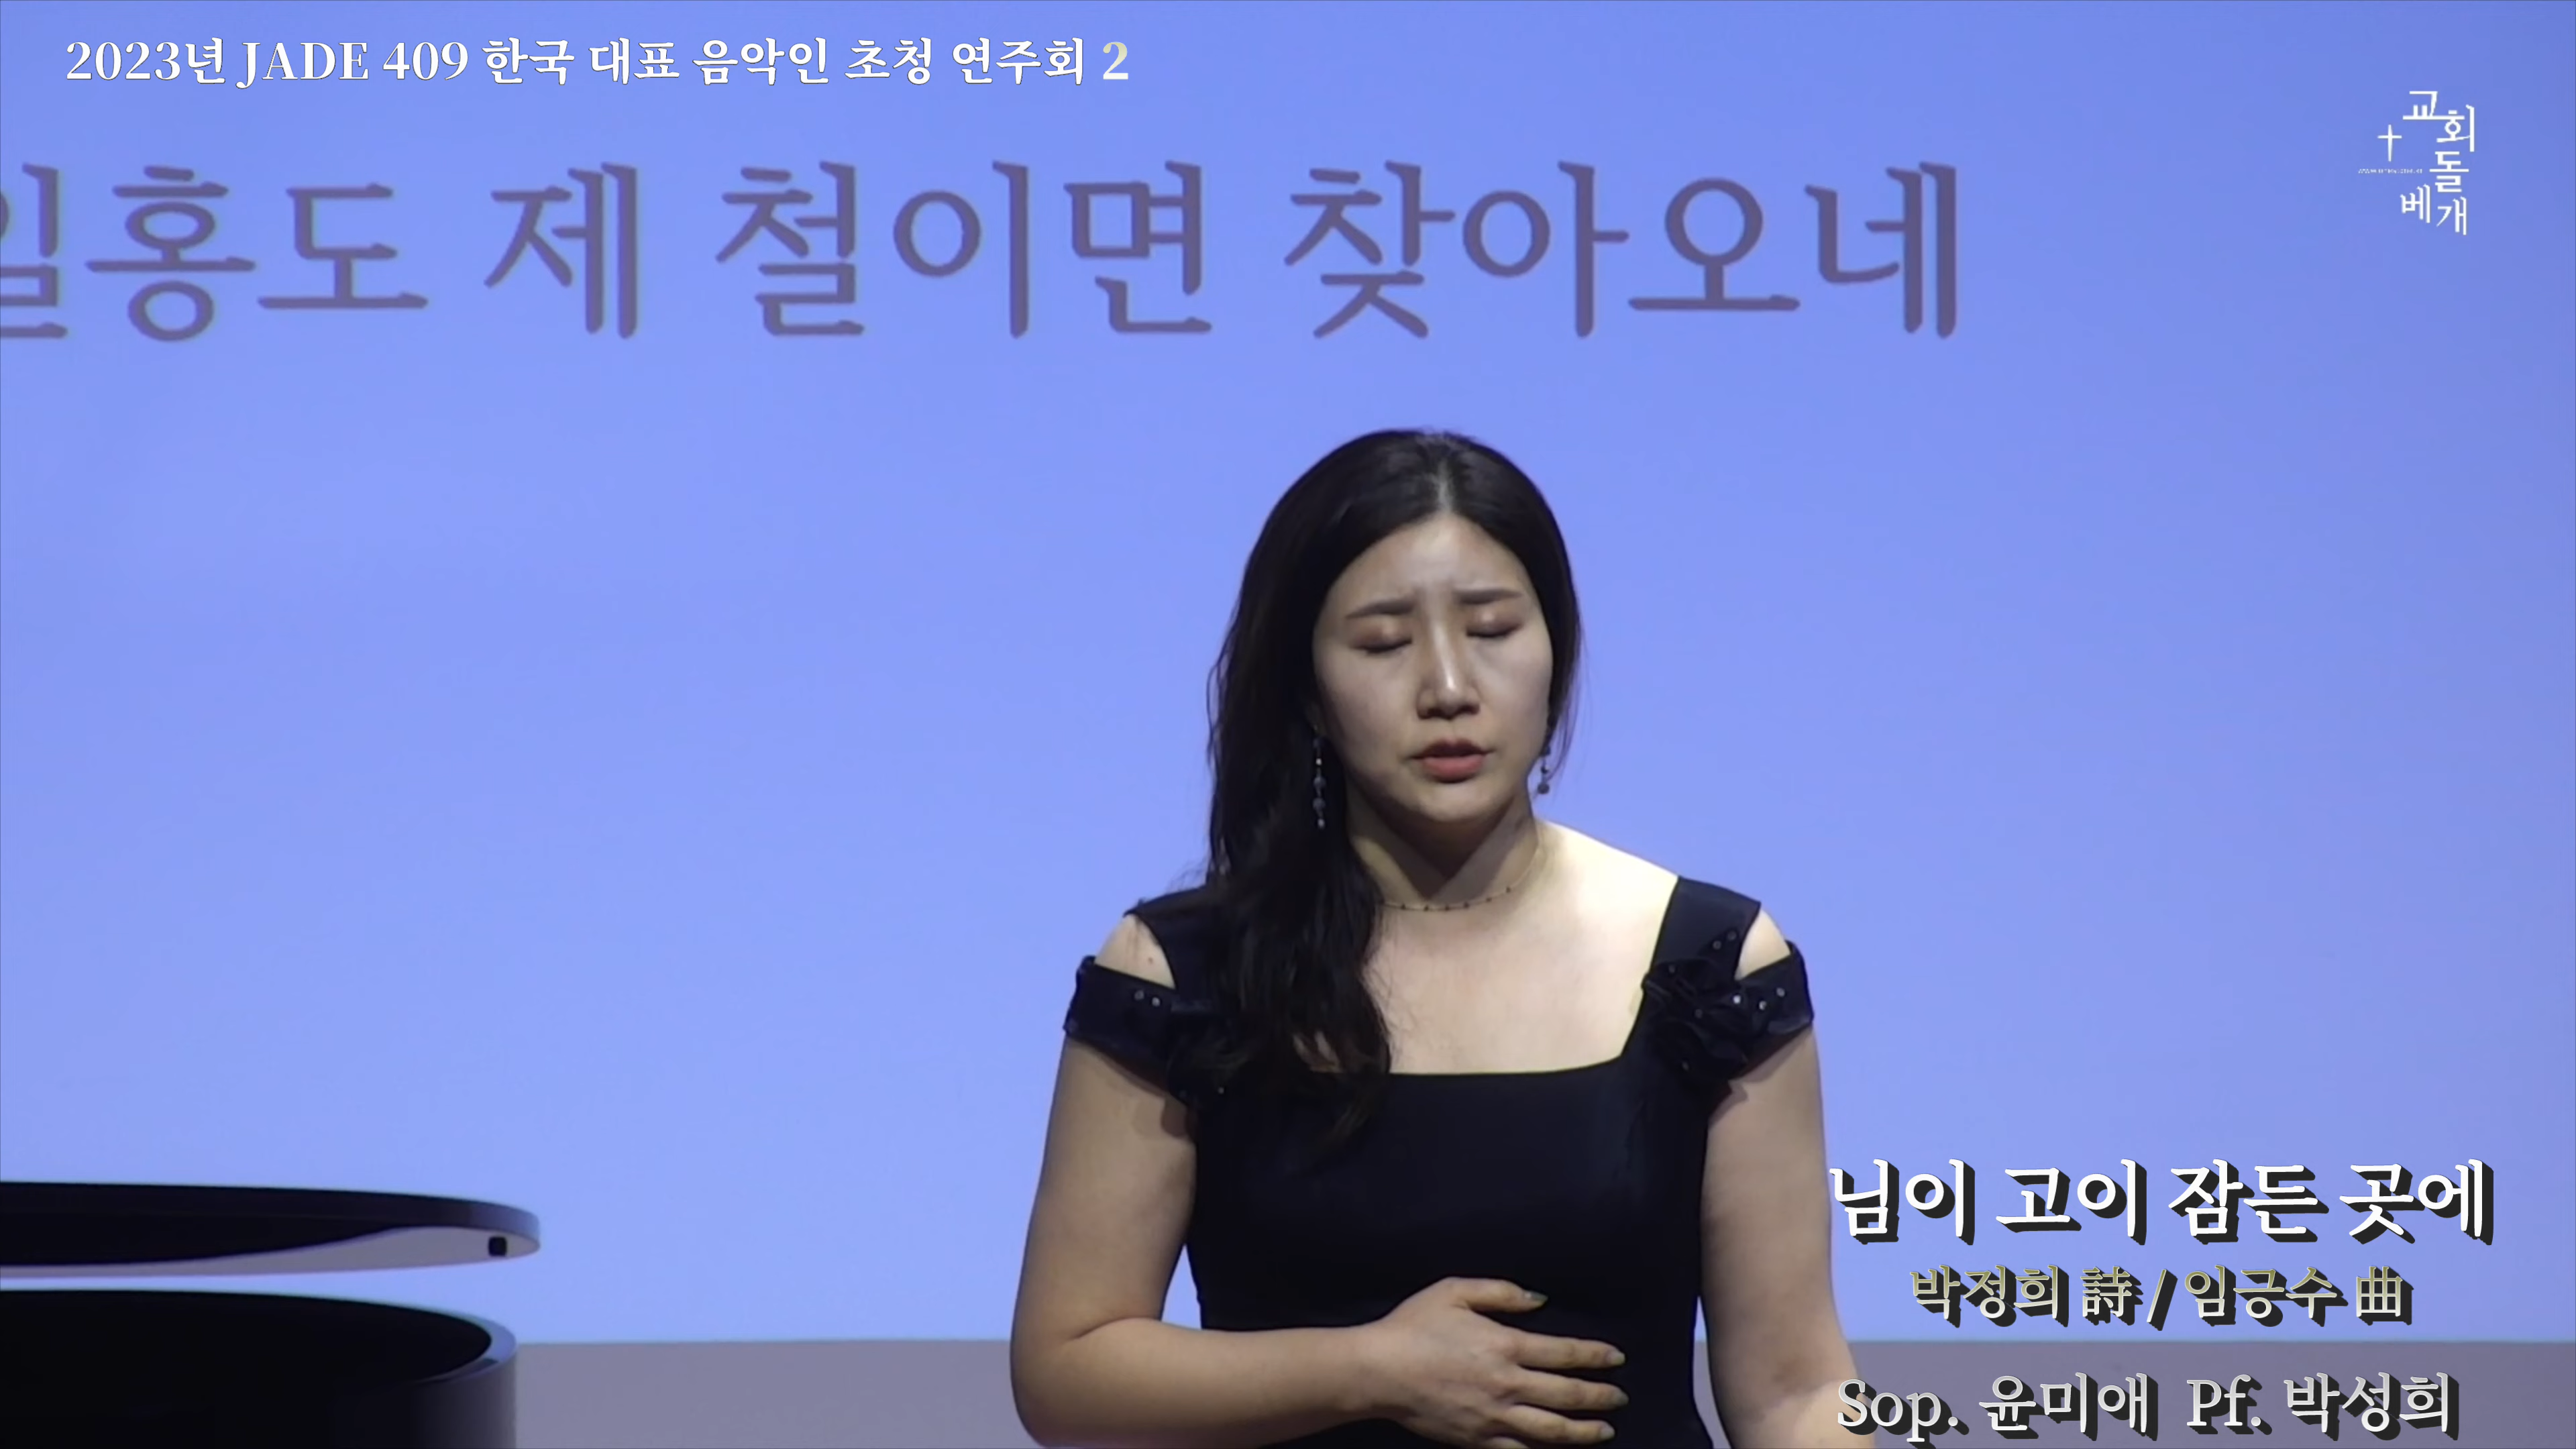 2023년 JADE 409 한국 대표 음악인 초청 연주회 2
교회
돌
베개
일홍도 제 철이면 찾아오네
님이 고이 잠든 곳에
박정희 詩 / 임긍수 曲
Sop. 윤미애 Pf. 박성희